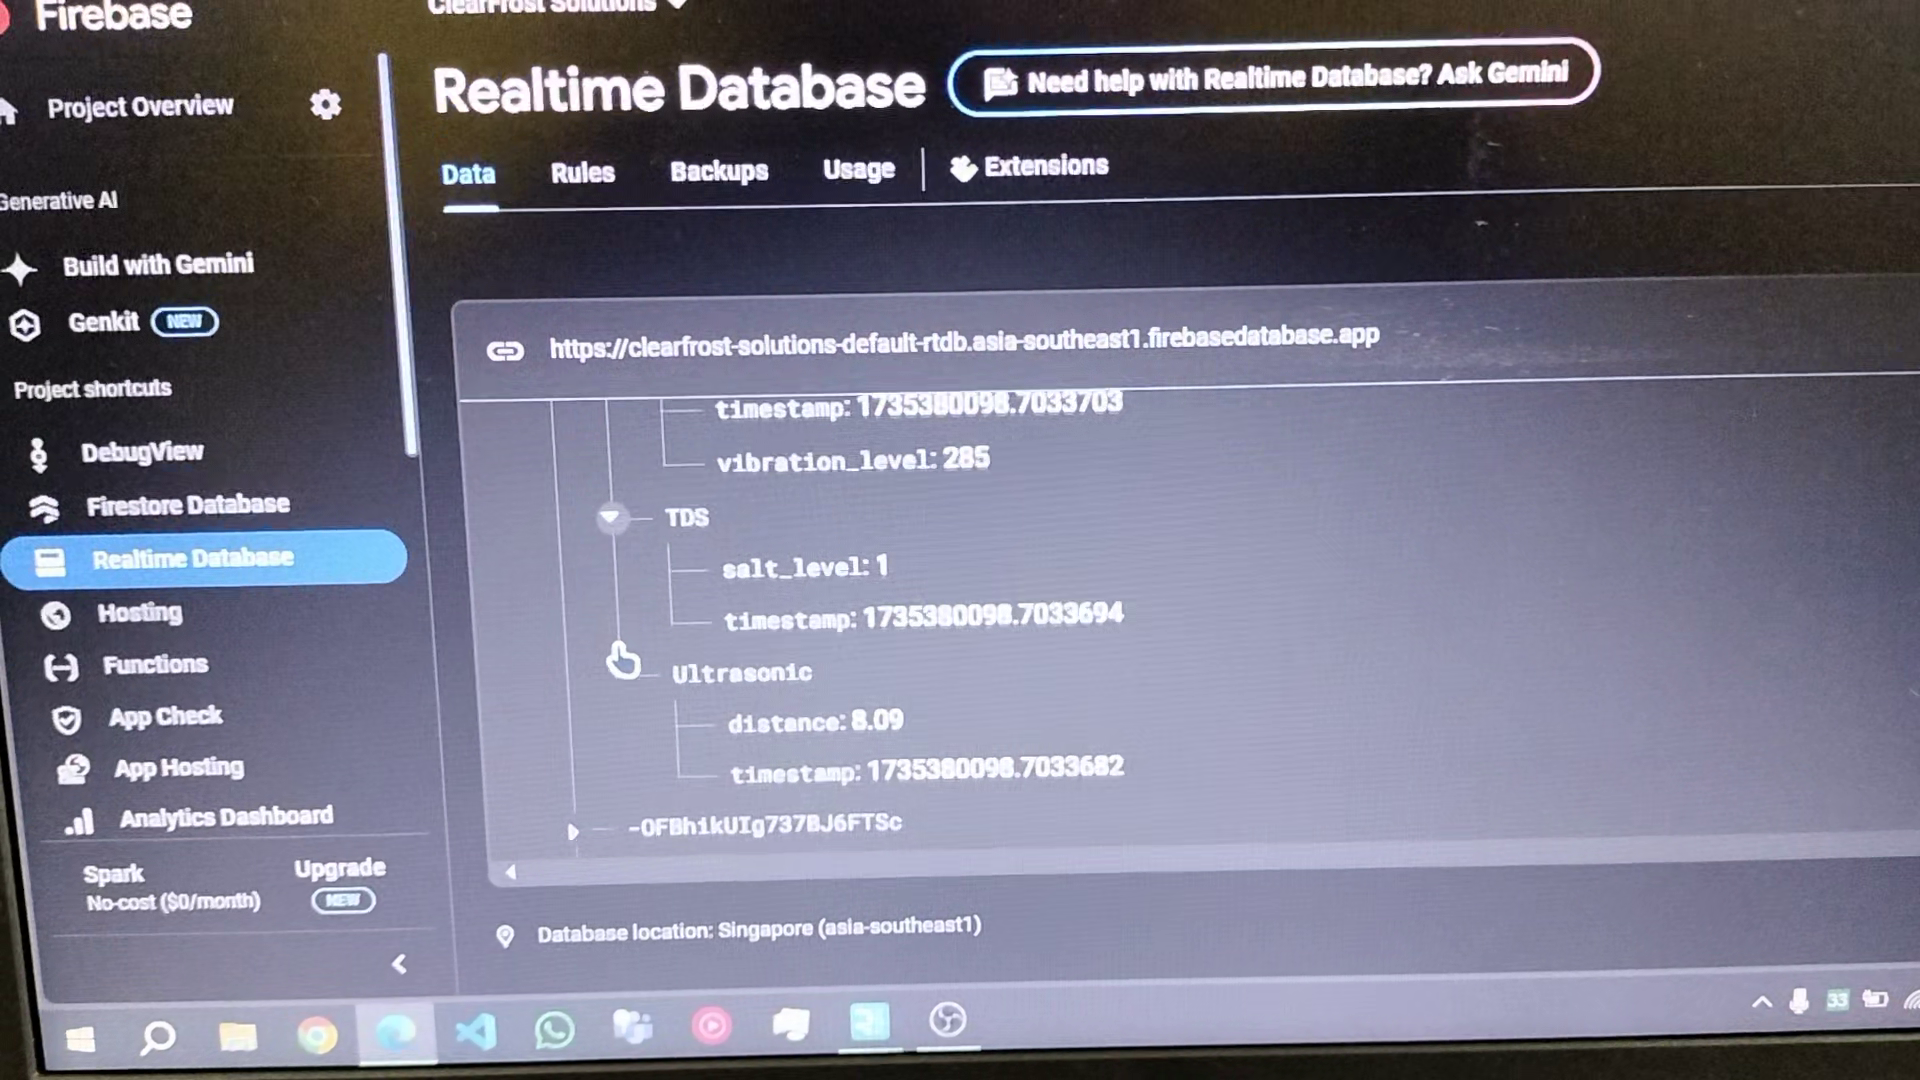 Firebase
ClearFrost Solutions
Project Overview
Realtime Database
Need help with Realtime Database? Ask Gemini
Data
Rules
Backups
Usage
Extensions
Generative AI
Build with Gemini
Genkit
NEW
Project shortcuts
DebugView
Firestore Database
Realtime Database
Hosting
Functions
App Check
App Hosting
Analytics Dashboard
Spark
No-cost ($0/month)
Upgrade
NEW
https://clearfrost-solutions-default-rtdb.asia-southeast1.firebasedatabase.app
timestamp: 1735380098.7033703
vibration_level: 285
TDS
salt_level: 1
timestamp: 1735380098.7033694
Ultrasonic
distance: 8.09
timestamp: 1735380098.7033682
-OFBhikUIg737BJ6FTSc
Database location: Singapore (asia-southeast1)
33